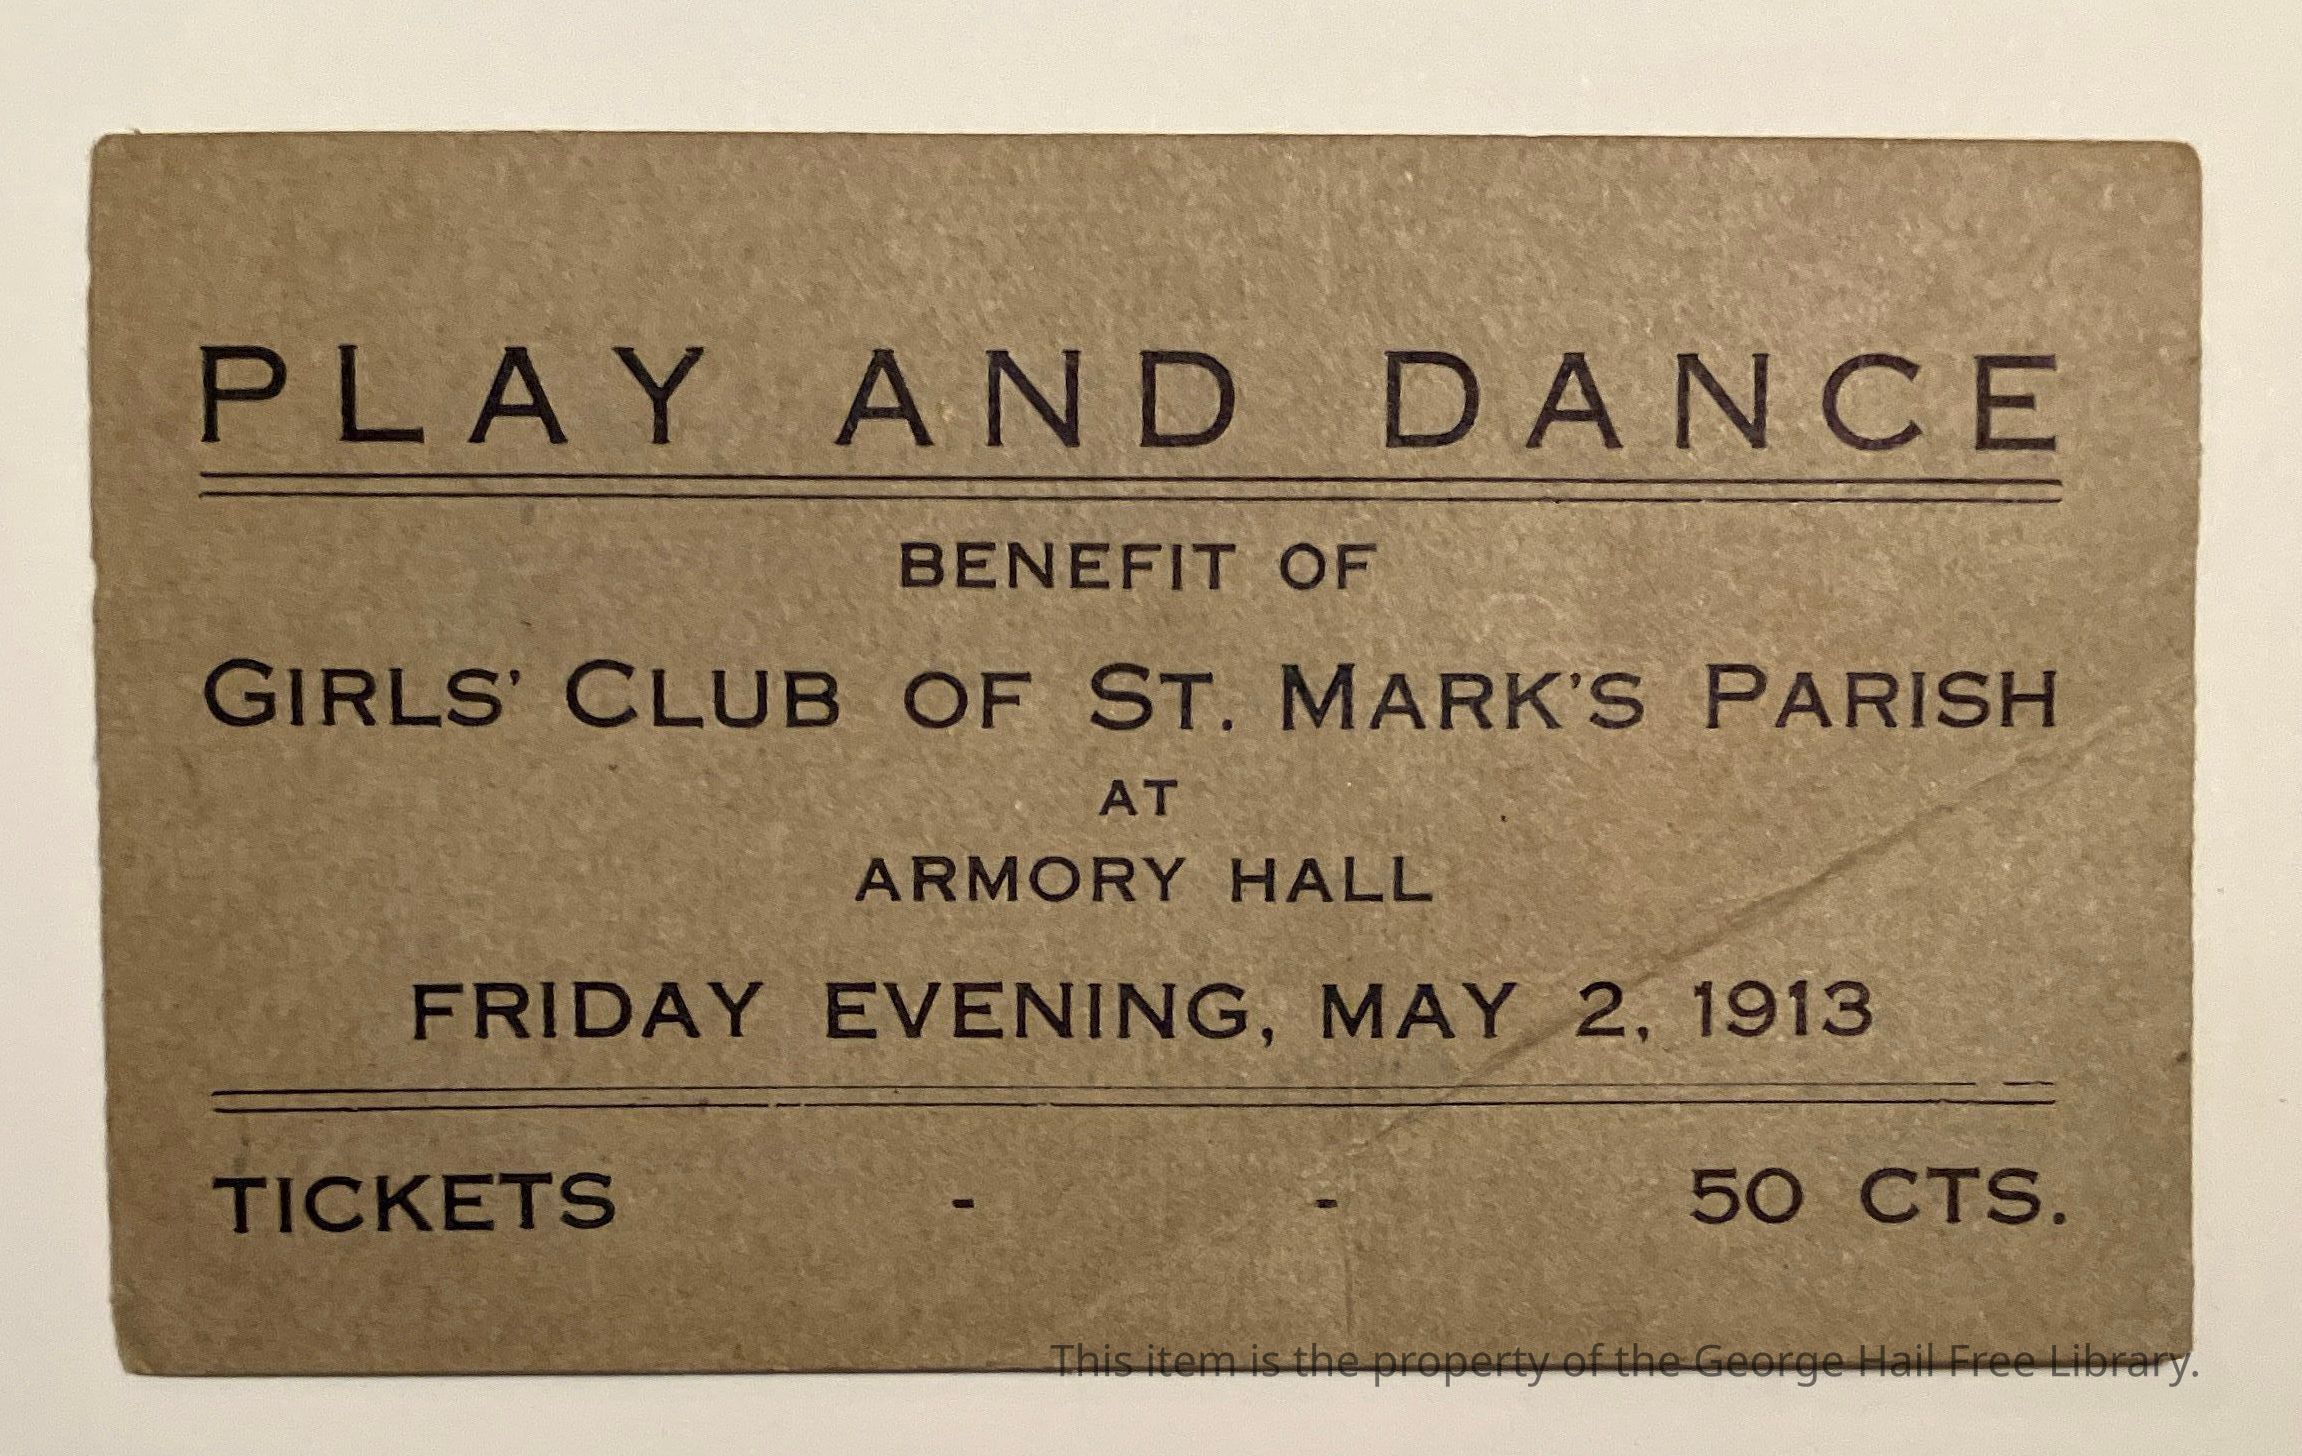 PLAY AND DANCE
BENEFIT OF
GIRLS' CLUB OF ST. MARK'S PARISH
AT
ARMORY HALL
FRIDAY EVENING, MAY 2, 1913
TICKETS - - 50 CTS.
This item is the property of the George Hail Free Library.